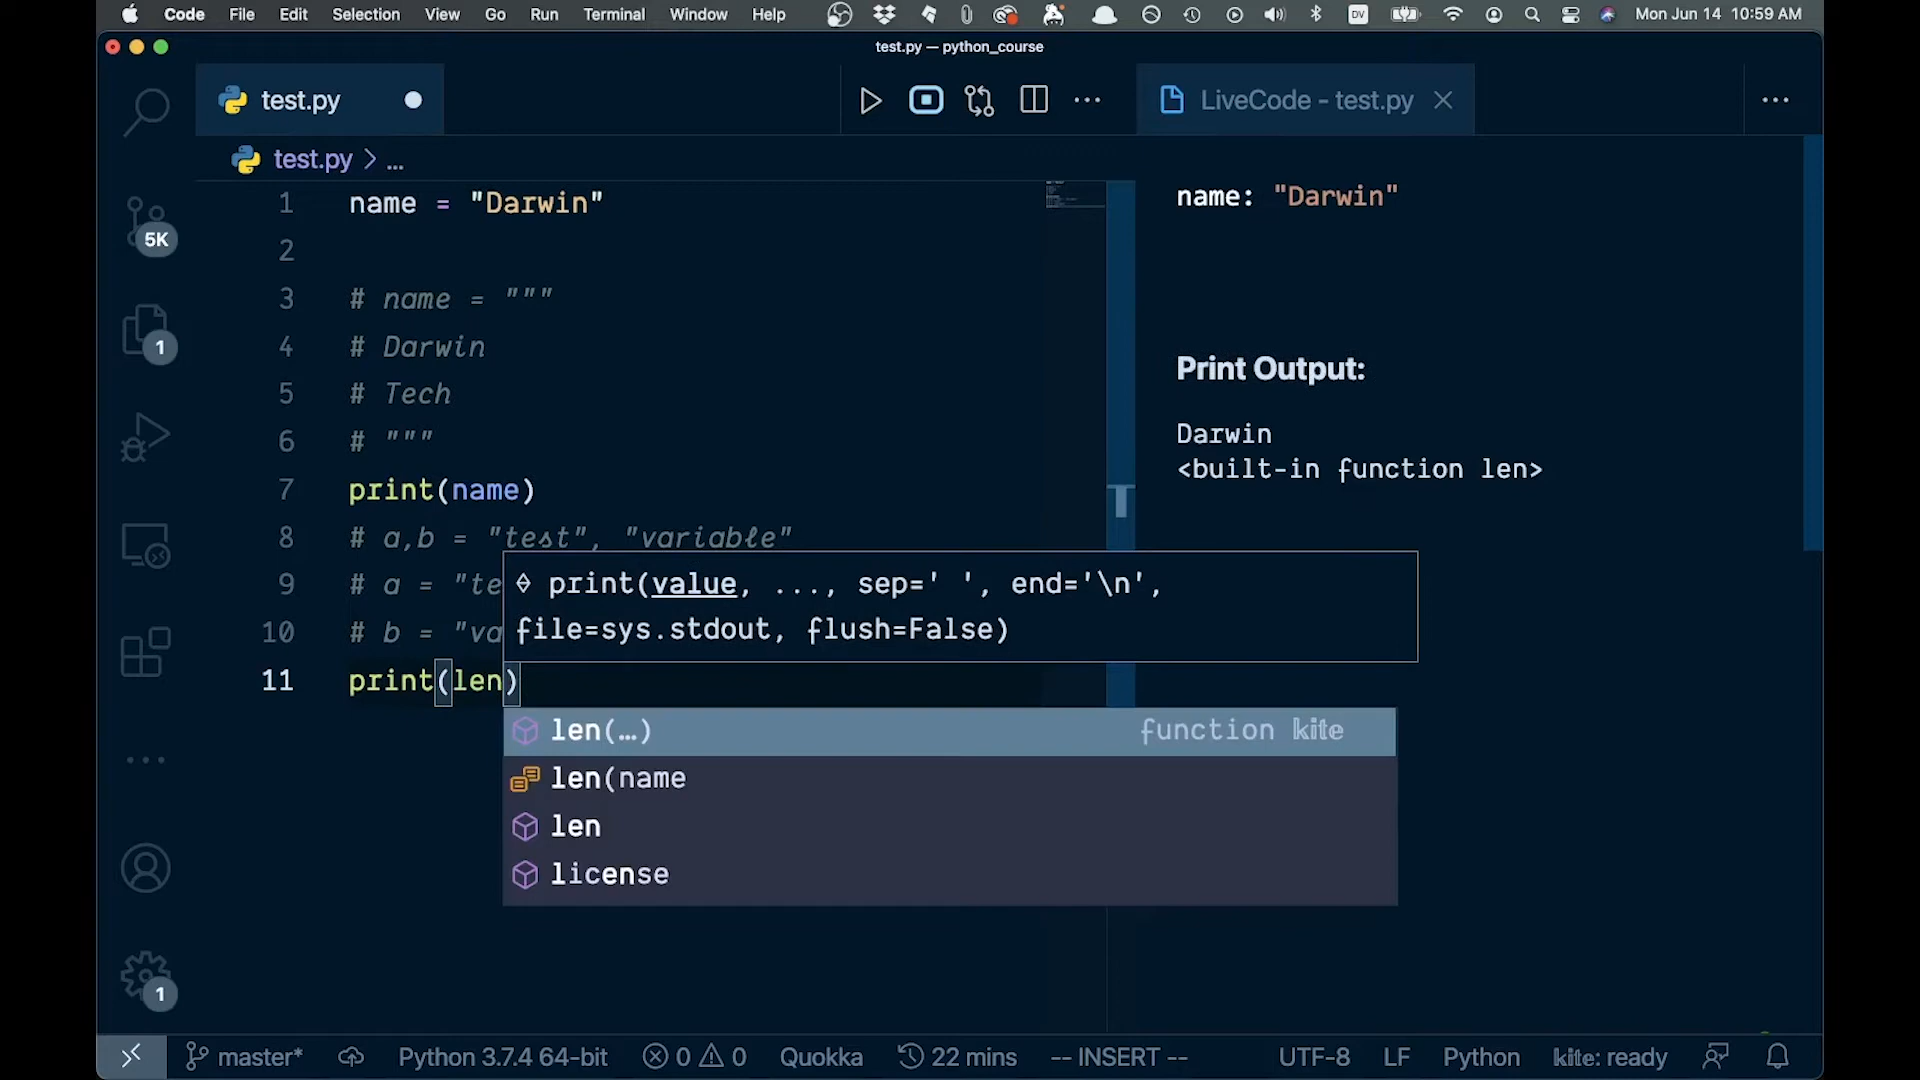 Code File Edit Selection View Go Run Terminal Window Help DV Mon Jun 14 10:59 AM
test.py — python_course
test.py
LiveCode - test.py
test.py > ...
5K
1
1
1 name = "Darwin"
2
3 # name = """
4 # Darwin
5 # Tech
6 # """
7 print(name)
8 # a,b = "test", "variable"
9 # a = "te
10 # b = "va
11 print(len)
print(value, ..., sep=' ', end='\n',
file=sys.stdout, flush=False)
len(…) function kite
len(name
len
license
name: "Darwin"
Print Output:
Darwin
<built-in function len>
master* Python 3.7.4 64-bit 0 0 Quokka 22 mins -- INSERT -- UTF-8 LF Python kite: ready